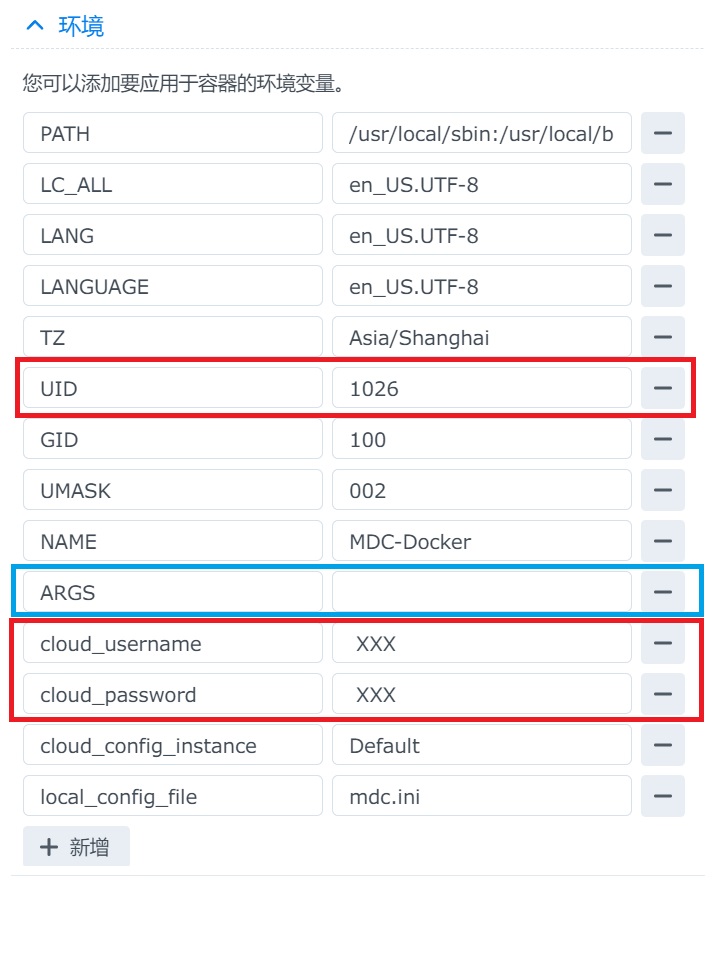 环境
您可以添加要应用于容器的环境变量。
PATH /usr/local/sbin:/usr/local/b
LC_ALL en_US.UTF-8
LANG en_US.UTF-8
LANGUAGE en_US.UTF-8
TZ Asia/Shanghai
UID 1026
GID 100
UMASK 002
NAME MDC-Docker
ARGS
cloud_username XXX
cloud_password XXX
cloud_config_instance Default
local_config_file mdc.ini
新增